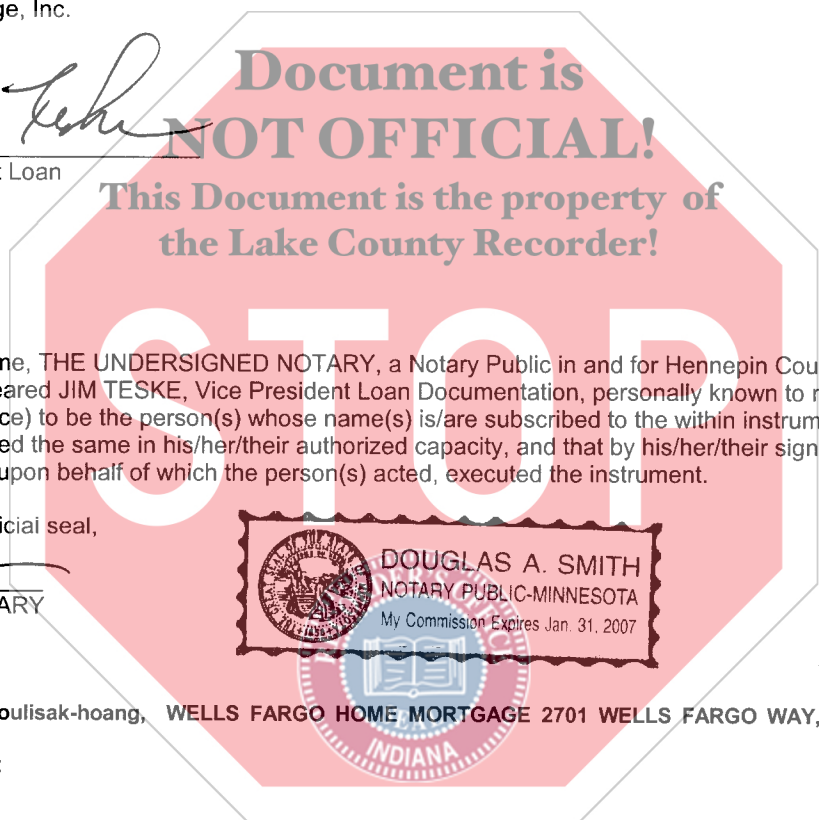 ge, Inc.
Document is
NOT OFFICIAL!
Loan
This Document is the property of
the Lake County Recorder!
STOP
me, THE UNDERSIGNED NOTARY, a Notary Public in and for Hennepin Cou
eared JIM TESKE, Vice President Loan Documentation, personally known to
ce) to be the person(s) whose name(s) is/are subscribed to the within instrum
ed the same in his/her/their authorized capacity, and that by his/her/their sign
upon behalf of which the person(s) acted, executed the instrument.
icial seal,
ARY
DOUGLAS A. SMITH
NOTARY PUBLIC-MINNESOTA
My Commission Expires Jan. 31, 2007
INDIANA
oulisak-hoang, WELLS FARGO HOME MORTGAGE 2701 WELLS FARGO WAY,